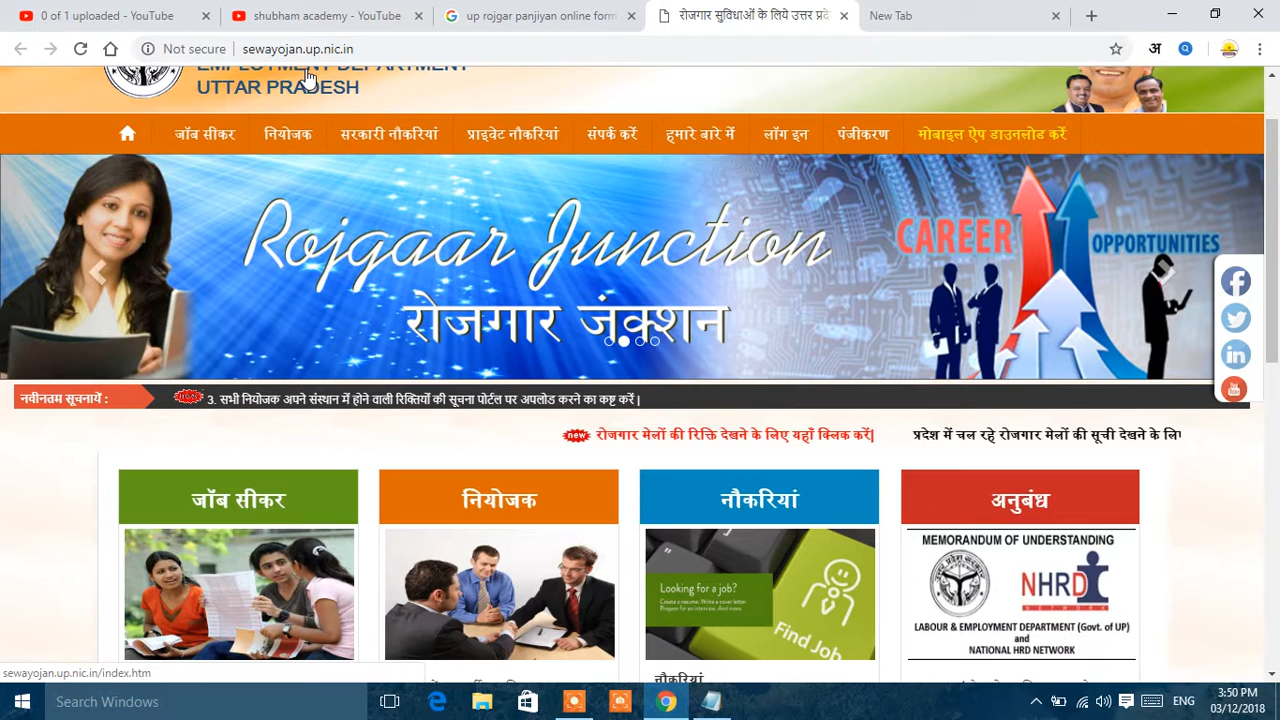 0 of 1 uploaded - YouTube
shubham academy - YouTube
up rojgar panjiyan online form
रोजगार सुविधाओं के लिये उत्तर प्रदे
New Tab
Not secure
sewayojan.up.nic.in
अ
EMPLOYMENT DEPARTMENT
UTTAR PRADESH
जॉब सीकर
नियोजक
सरकारी नौकरियां
प्राइवेट नौकरियां
संपर्क करें
हमारे बारे में
लॉग इन
पंजीकरण
मोबाइल ऐप डाउनलोड करें
Rojgaar Junction
रोजगार जंक्शन
CAREER
OPPORTUNITIES
You
नवीनतम सूचनायें :
new
3. सभी नियोजक अपने संस्थान में होने वाली रिक्तियों की सूचना पोर्टल पर अपलोड करने का कष्ट करें |
new
रोजगार मेलों की रिक्ति देखने के लिए यहाँ क्लिक करें|
प्रदेश में चल रहे रोजगार मेलों की सूची देखने के लिए
जॉब सीकर
नियोजक
नौकरियां
अनुबंध
Looking for a job?
Create a resume. Write a cover letter.
Prepare for an interview. And more.
Find Job
MEMORANDUM OF UNDERSTANDING
NHRD
NETWORK
LABOUR & EMPLOYMENT DEPARTMENT (Govt. of UP)
and
NATIONAL HRD NETWORK
नौकरियां
sewayojan.up.nic.in/index.htm
Search Windows
ENG
3:50 PM
03/12/2018